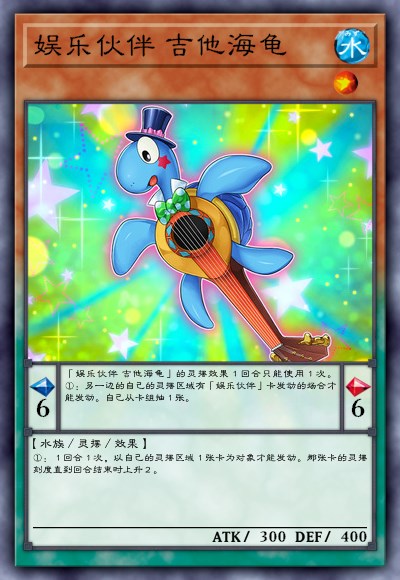 娱乐伙伴 吉他海龟
水
「娱乐伙伴 吉他海龟」的灵摆效果1回合只能使用1次。
①：另一边的自己的灵摆区域有「娱乐伙伴」卡发动的场合才
能发动。自己从卡组抽1张。
6
6
【水族／灵摆／效果】
①：1回合1次，以自己的灵摆区域1张卡为对象才能发动。那张卡的灵摆
刻度直到回合结束时上升2。
ATK/ 300 DEF/ 400